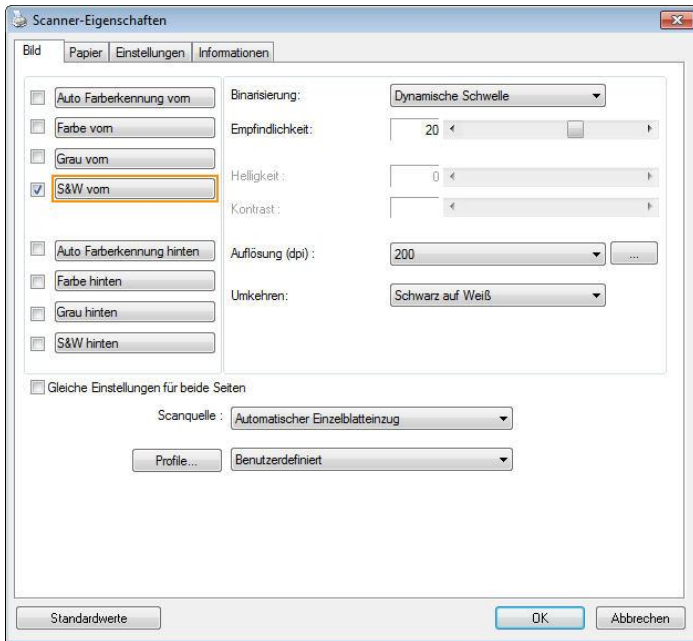 Scanner-Eigenschaften
Bild Papier Einstellungen Informationen
Auto Farberkennung vorn
Farbe vorn
Grau vorn
S&W vorn
Auto Farberkennung hinten
Farbe hinten
Grau hinten
S&W hinten
Binarisierung: Dynamische Schwelle
Empfindlichkeit: 20
Helligkeit : 0
Kontrast :
Auflösung (dpi) : 200 ...
Umkehren: Schwarz auf Weiß
Gleiche Einstellungen für beide Seiten
Scanquelle : Automatischer Einzelblatteinzug
Profile... Benutzerdefiniert
Standardwerte OK Abbrechen